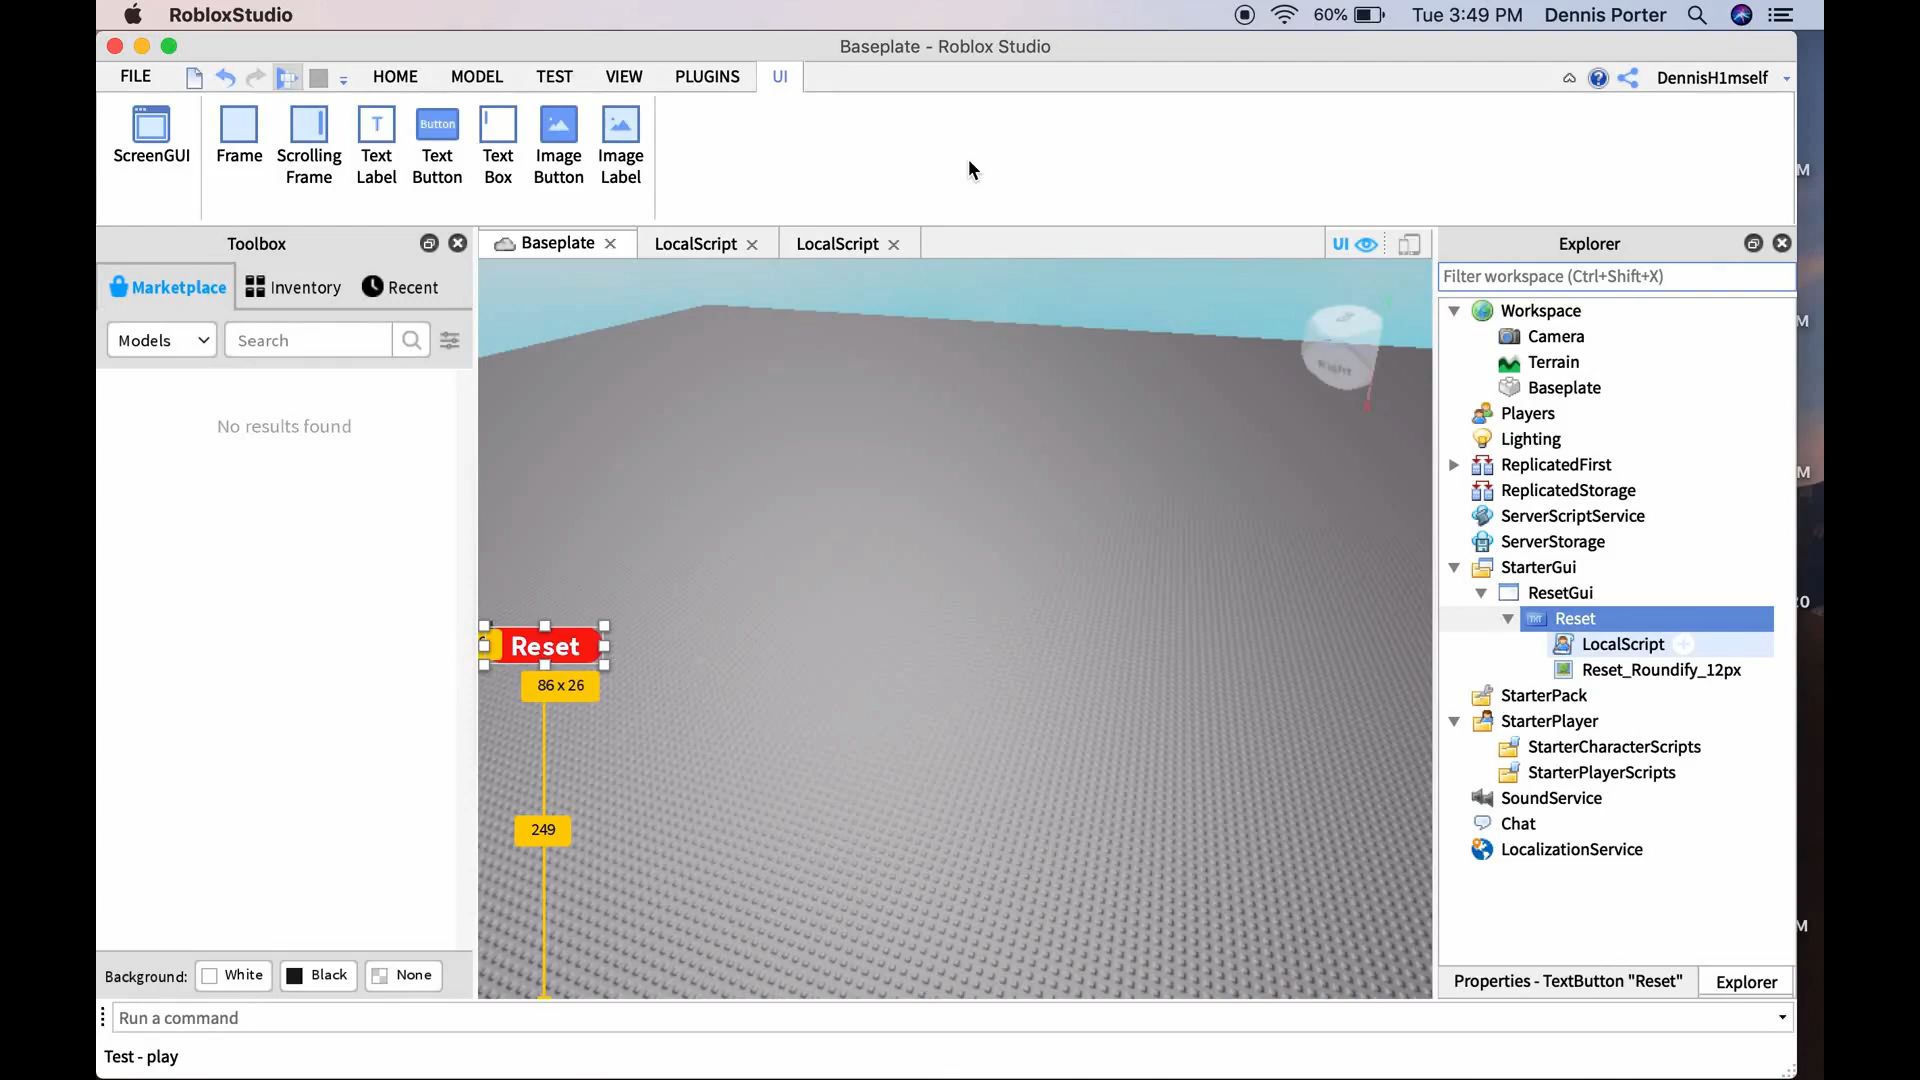 RobloxStudio
60%
Tue 3:49 PM
Dennis Porter
Baseplate - Roblox Studio
FILE
HOME
MODEL
TEST
VIEW
PLUGINS
UI
DennisH1mself
ScreenGUI
Frame
Scrolling
Frame
Text
Label
Button
Text
Button
Text
Box
Image
Button
Image
Label
Toolbox
Baseplate
LocalScript
LocalScript
UI
Explorer
Marketplace
Inventory
Recent
Filter workspace (Ctrl+Shift+X)
Models
Search
No results found
Right
Workspace
Camera
Terrain
Baseplate
Players
Lighting
ReplicatedFirst
ReplicatedStorage
ServerScriptService
ServerStorage
StarterGui
ResetGui
Reset
LocalScript
Reset_Roundify_12px
StarterPack
StarterPlayer
StarterCharacterScripts
StarterPlayerScripts
SoundService
Chat
LocalizationService
Reset
86 x 26
249
Background:
White
Black
None
Properties - TextButton "Reset"
Explorer
Run a command
Test - play